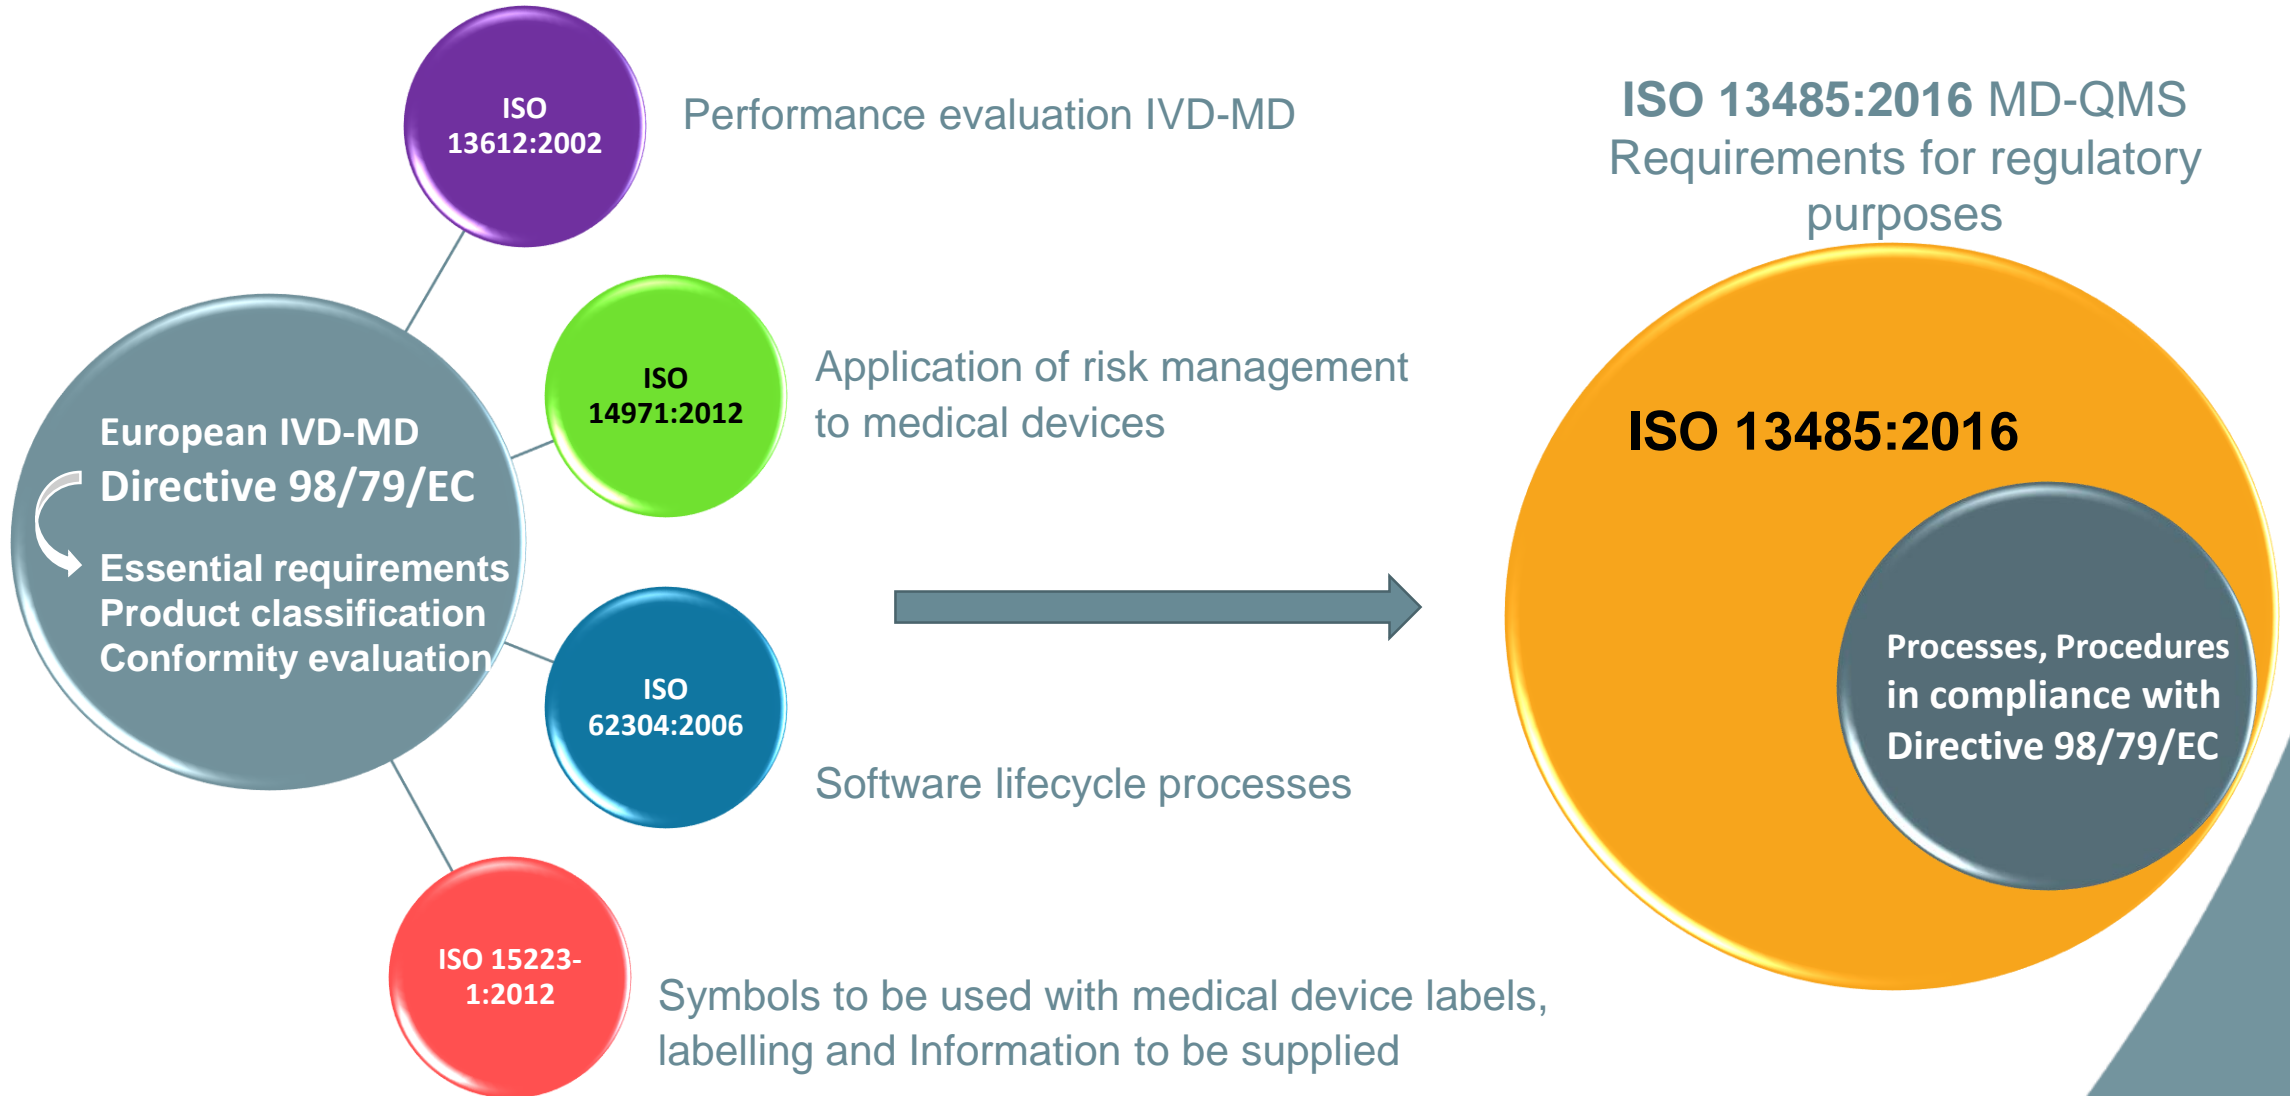 ISO
13612:2002
Performance evaluation IVD-MD
ISO
14971:2012
Application of risk management
to medical devices
European IVD-MD
Directive 98/79/EC
Essential requirements
Product classification
Conformity evaluation
ISO
62304:2006
Software lifecycle processes
ISO 15223-
1:2012
Symbols to be used with medical device labels,
labelling and Information to be supplied
ISO 13485:2016 MD-QMS
Requirements for regulatory
purposes
ISO 13485:2016
Processes, Procedures
in compliance with
Directive 98/79/EC